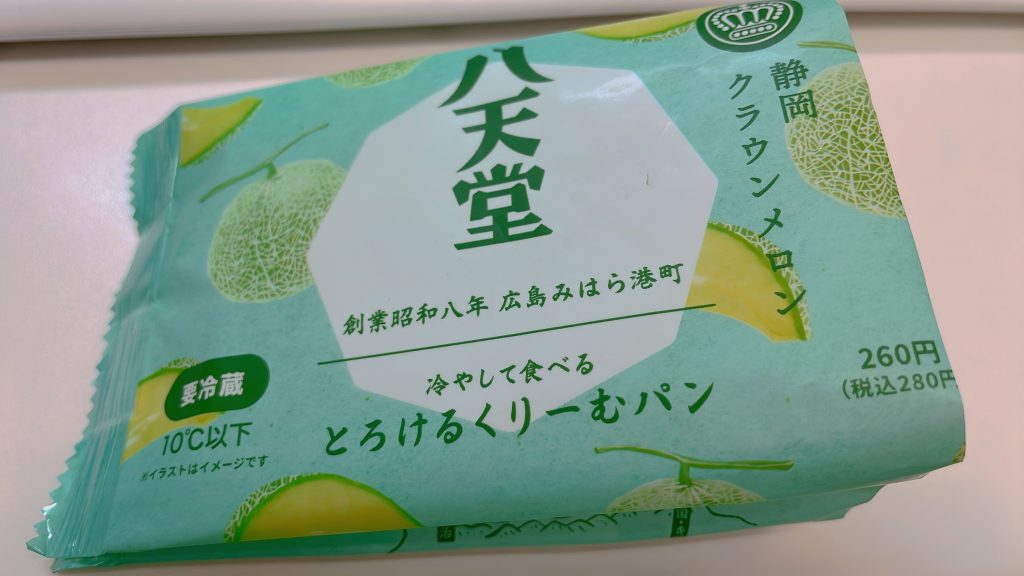 八天堂
創業昭和八年 広島みはら港町
冷やして食べる
とろけるくりーむパン
静岡
クラウンメロン
260円
(税込280円
要冷蔵
10℃以下
※イラストはイメージです